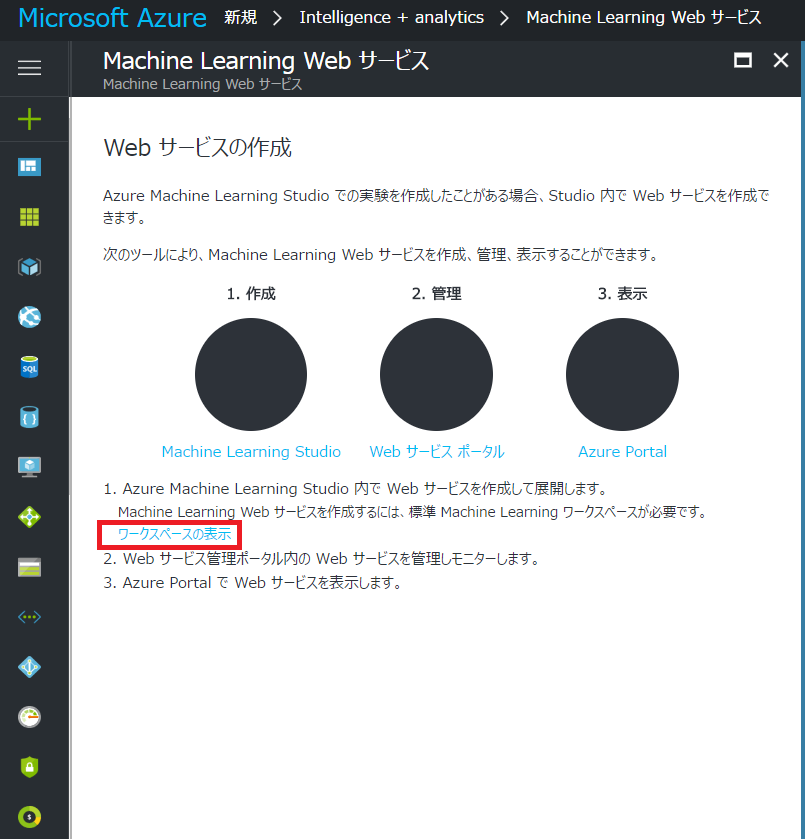 Microsoft Azure 新規 > Intelligence + analytics > Machine Learning Web サービス
Machine Learning Web サービス
Machine Learning Web サービス
Web サービスの作成
Azure Machine Learning Studio での実験を作成したことがある場合、Studio 内で Web サービスを作成で
きます。
次のツールにより、Machine Learning Web サービスを作成、管理、表示することができます。
1. 作成 2. 管理 3. 表示
Machine Learning Studio Web サービス ポータル Azure Portal
1. Azure Machine Learning Studio 内で Web サービスを作成して展開します。
Machine Learning Web サービスを作成するには、標準 Machine Learning ワークスペースが必要です。
ワークスペースの表示
2. Web サービス管理ポータル内の Web サービスを管理しモニターします。
3. Azure Portal で Web サービスを表示します。
SQL